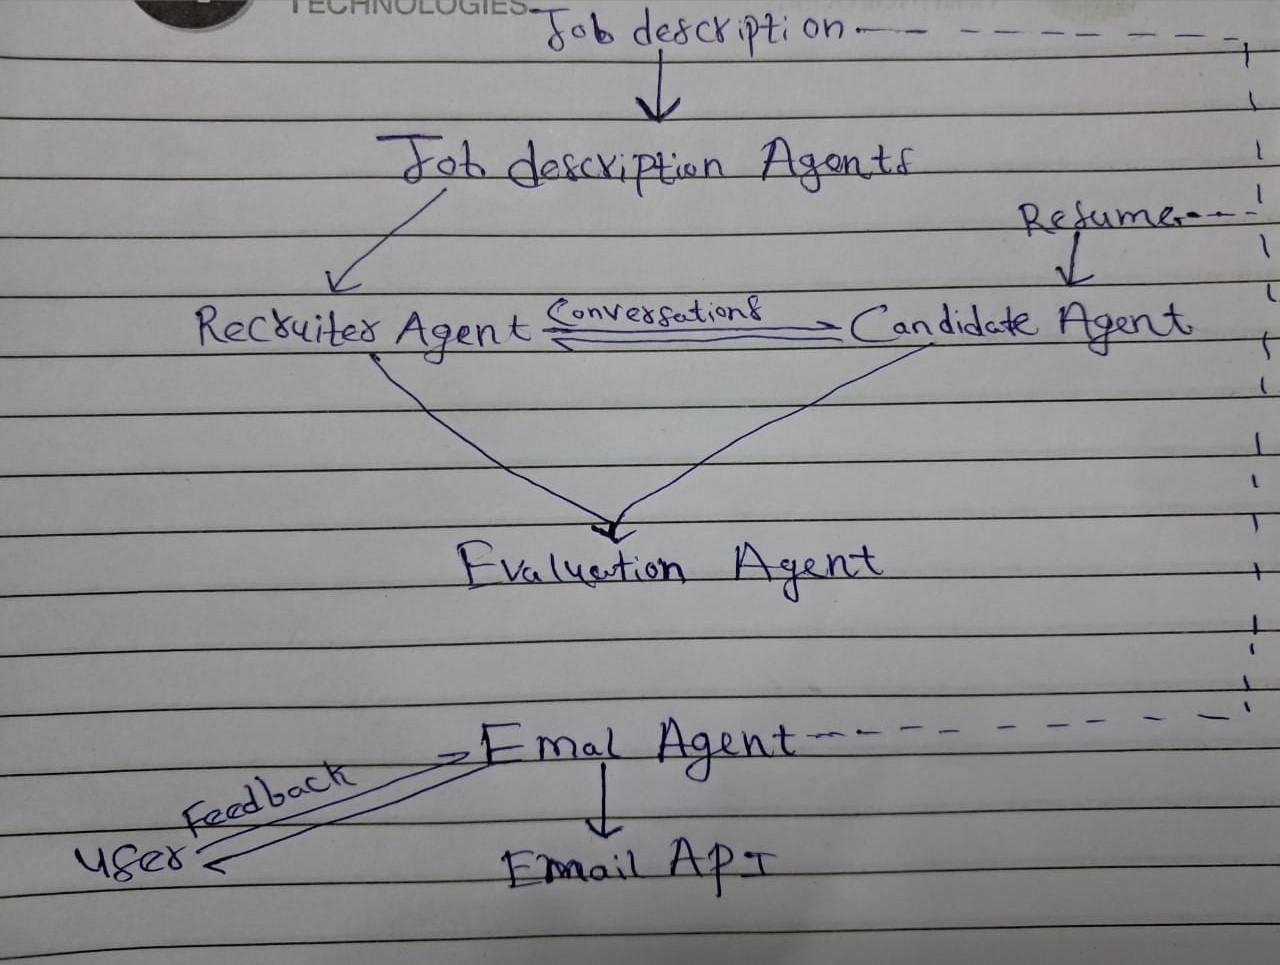 TECHNOLOGIES
Job description
Job description Agents
Resume
Conversations
Recruiter Agent
Candidate Agent
Evaluation Agent
Emal Agent
Feedback
user
Email API